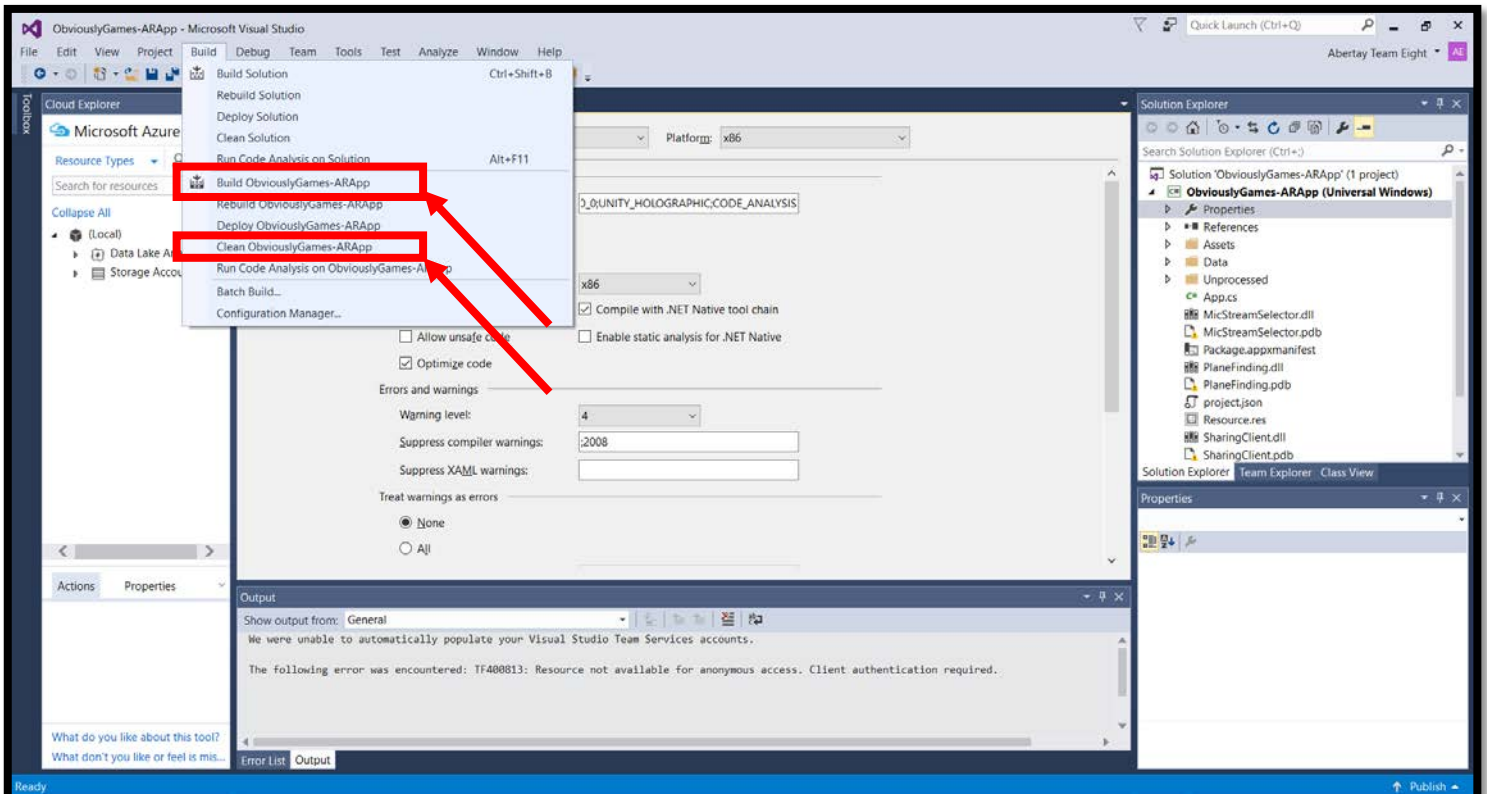 ObviouslyGames-ARApp - Microsoft Visual Studio
Quick Launch (Ctrl+Q)
File Edit View Project Build Debug Team Tools Test Analyze Window Help
Abertay Team Eight AE
Toolbox
Build Solution Ctrl+Shift+B
Rebuild Solution
Deploy Solution
Clean Solution
Run Code Analysis on Solution Alt+F11
Build ObviouslyGames-ARApp
Rebuild ObviouslyGames-ARApp
Deploy ObviouslyGames-ARApp
Clean ObviouslyGames-ARApp
Run Code Analysis on ObviouslyGames-ARApp
Batch Build...
Configuration Manager...
Cloud Explorer
Microsoft Azure
Resource Types
Search for resources
Collapse All
(Local)
Data Lake An
Storage Accou
Actions Properties
What do you like about this tool?
What don't you like or feel is mis...
Platform: x86
0_0;UNITY_HOLOGRAPHIC;CODE_ANALYSIS
x86
Compile with .NET Native tool chain
Allow unsafe code
Enable static analysis for .NET Native
Optimize code
Errors and warnings
Warning level: 4
Suppress compiler warnings: ;2008
Suppress XAML warnings:
Treat warnings as errors
None
All
Output
Show output from: General
We were unable to automatically populate your Visual Studio Team Services accounts.
The following error was encountered: TF400813: Resource not available for anonymous access. Client authentication required.
Error List Output
Solution Explorer
Search Solution Explorer (Ctrl+;)
Solution 'ObviouslyGames-ARApp' (1 project)
ObviouslyGames-ARApp (Universal Windows)
Properties
References
Assets
Data
Unprocessed
C# App.cs
MicStreamSelector.dll
MicStreamSelector.pdb
Package.appxmanifest
PlaneFinding.dll
PlaneFinding.pdb
project.json
Resource.res
SharingClient.dll
SharingClient.pdb
Solution Explorer Team Explorer Class View
Properties
Ready
Publish